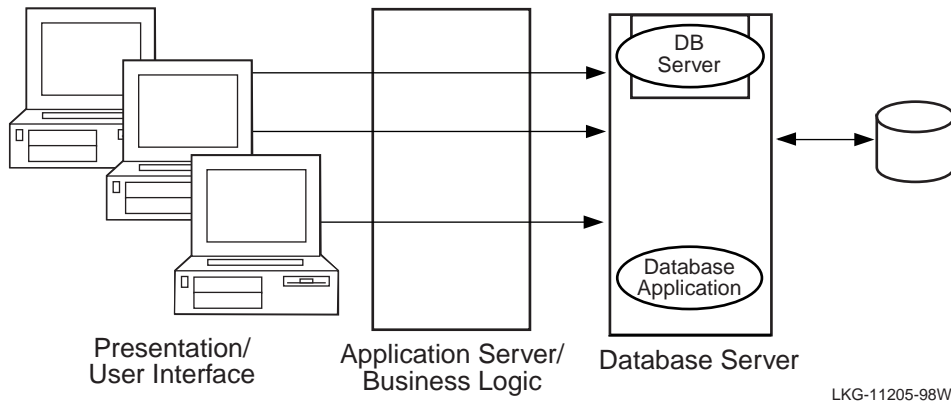 DB
Server
Database
Application
Presentation/
User Interface
Application Server/
Business Logic
Database Server
LKG-11205-98W